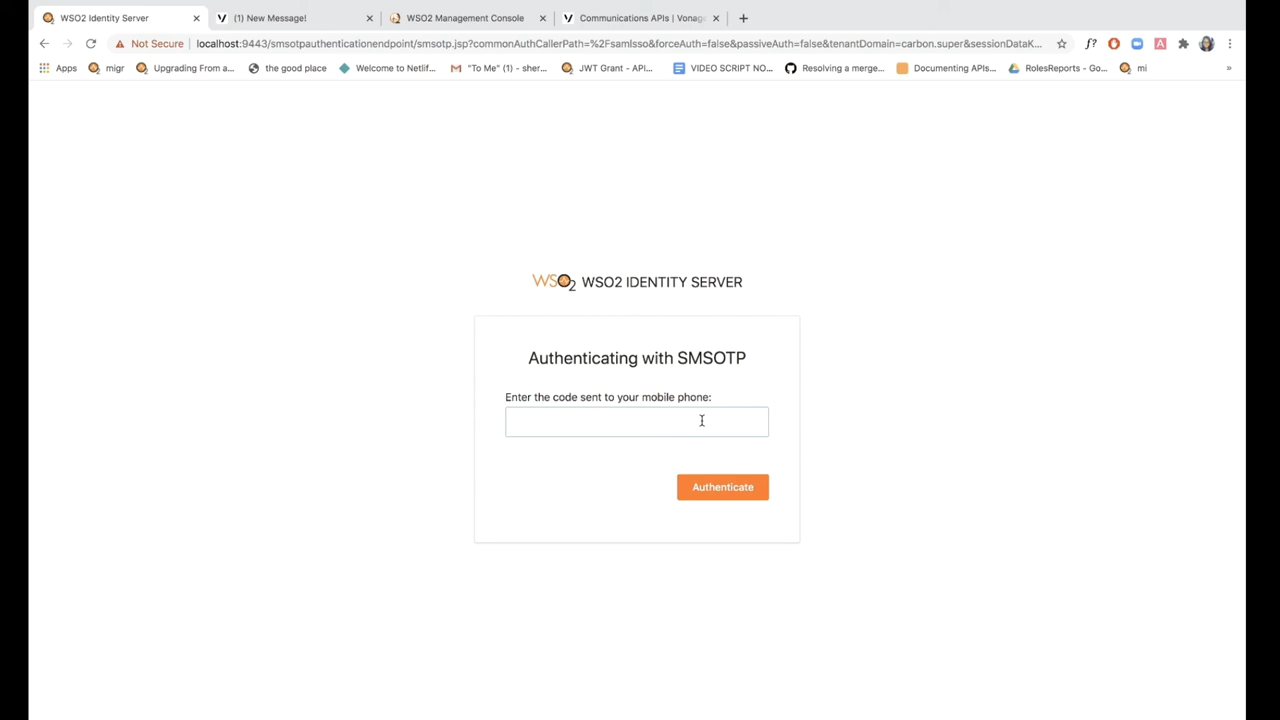 WSO2 Identity Server
(1) New Message!
WSO2 Management Console
Communications APIs | Vonag
Not Secure
localhost:9443/smsotpauthenticationendpoint/smsotp.jsp?commonAuthCallerPath=%2Fsamlsso&forceAuth=false&passiveAuth=false&tenantDomain=carbon.super&sessionDataK...
Apps
migr
Upgrading From a...
the good place
Welcome to Netlif...
"To Me" (1) - sher...
JWT Grant - API...
VIDEO SCRIPT NO...
Resolving a merge...
Documenting APIs...
RolesReports - Go...
mi
WSO2 WSO2 IDENTITY SERVER
Authenticating with SMSOTP
Enter the code sent to your mobile phone:
Authenticate